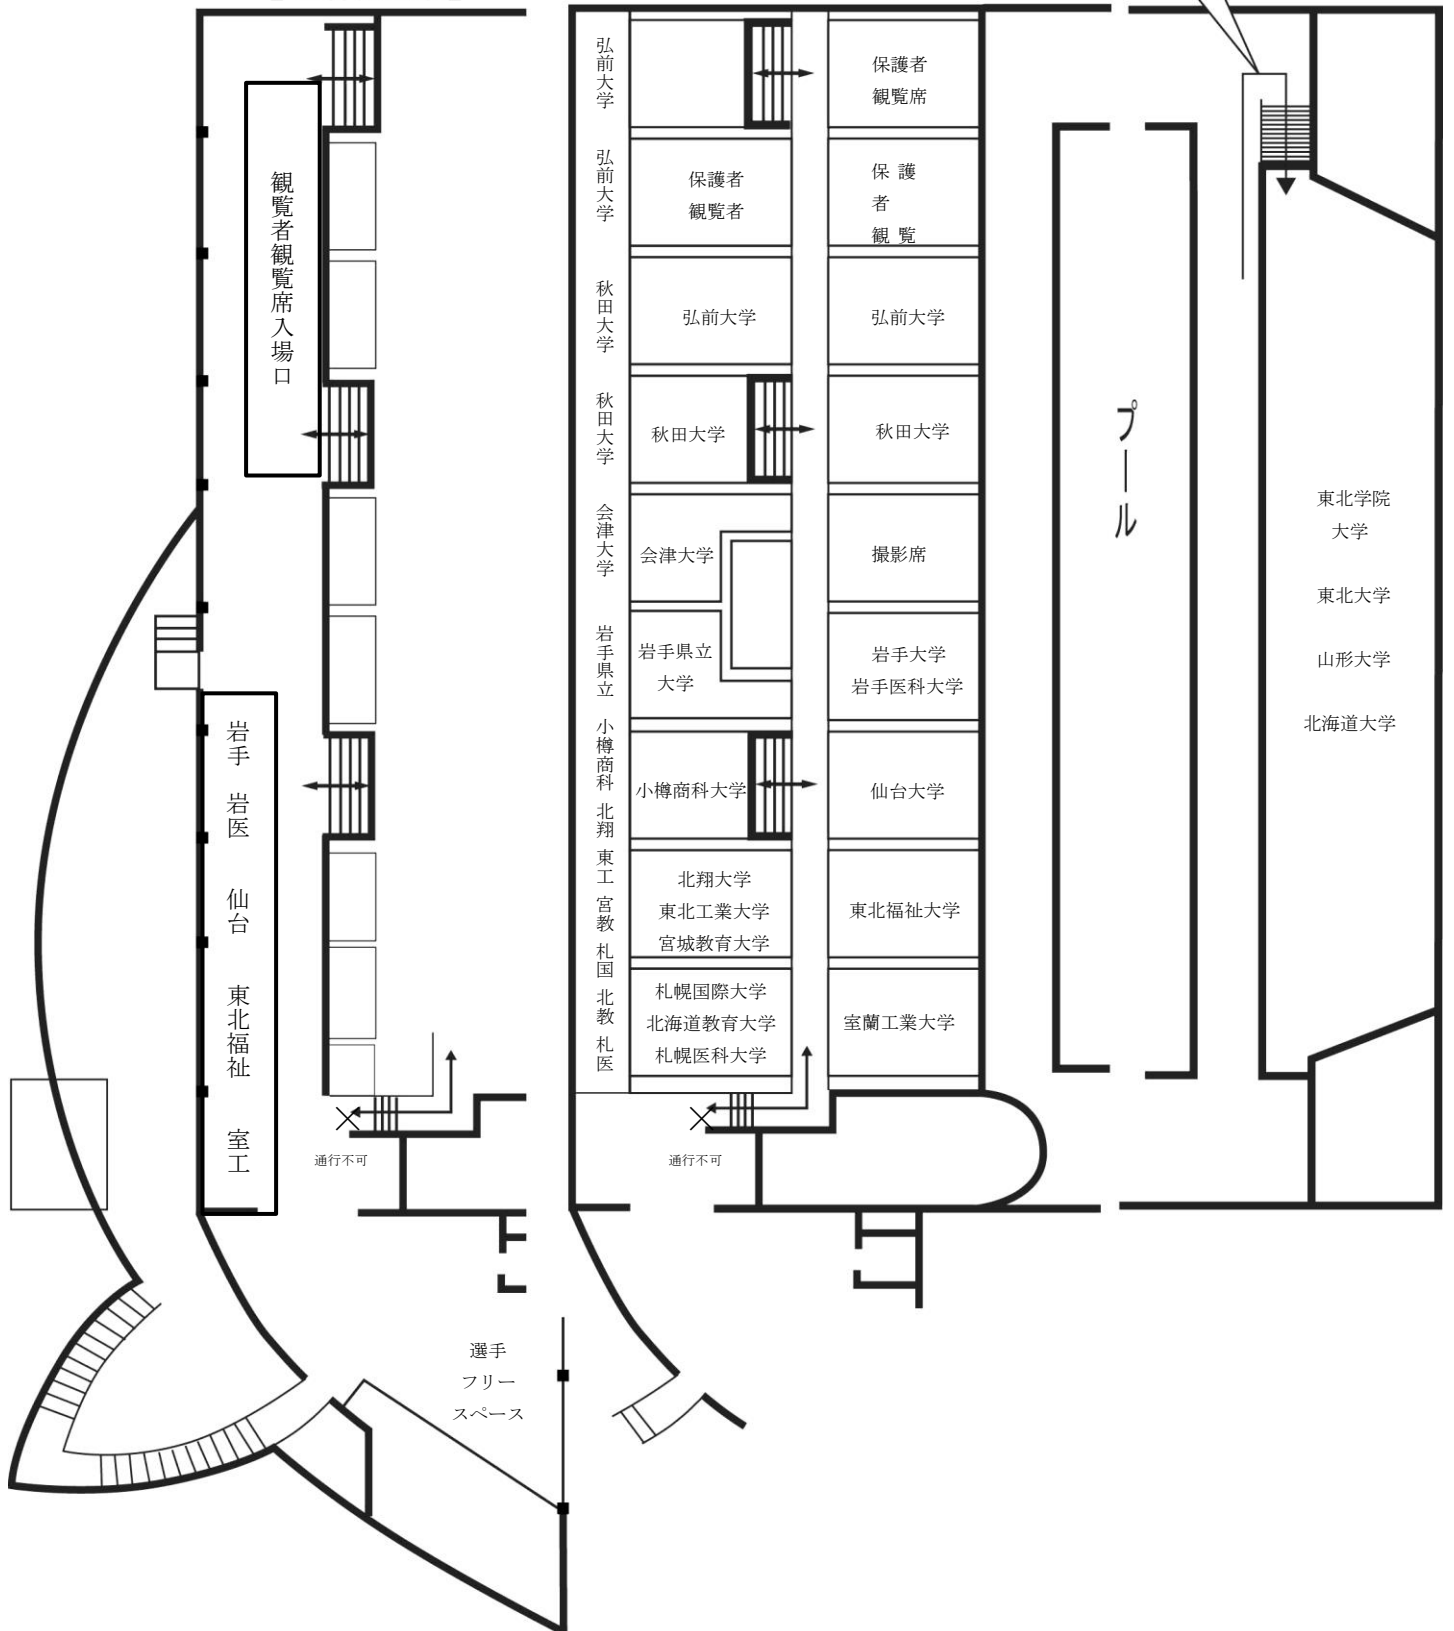 観覧者観覧席入場口
岩手
岩医
仙台
東北福祉
室工
通行不可
選手
フリー
スペース
弘前大学
弘前大学
秋田大学
秋田大学
会津大学
岩手県立
小樽商科
北翔
東工
宮教
札国
北教
札医
保護者
観覧者
弘前大学
秋田大学
会津大学
岩手県立
大学
小樽商科大学
北翔大学
東北工業大学
宮城教育大学
札幌国際大学
北海道教育大学
札幌医科大学
通行不可
保護者
観覧席
保護
者
観覧
弘前大学
秋田大学
撮影席
岩手大学
岩手医科大学
仙台大学
東北福祉大学
室蘭工業大学
プール
東北学院
大学
東北大学
山形大学
北海道大学